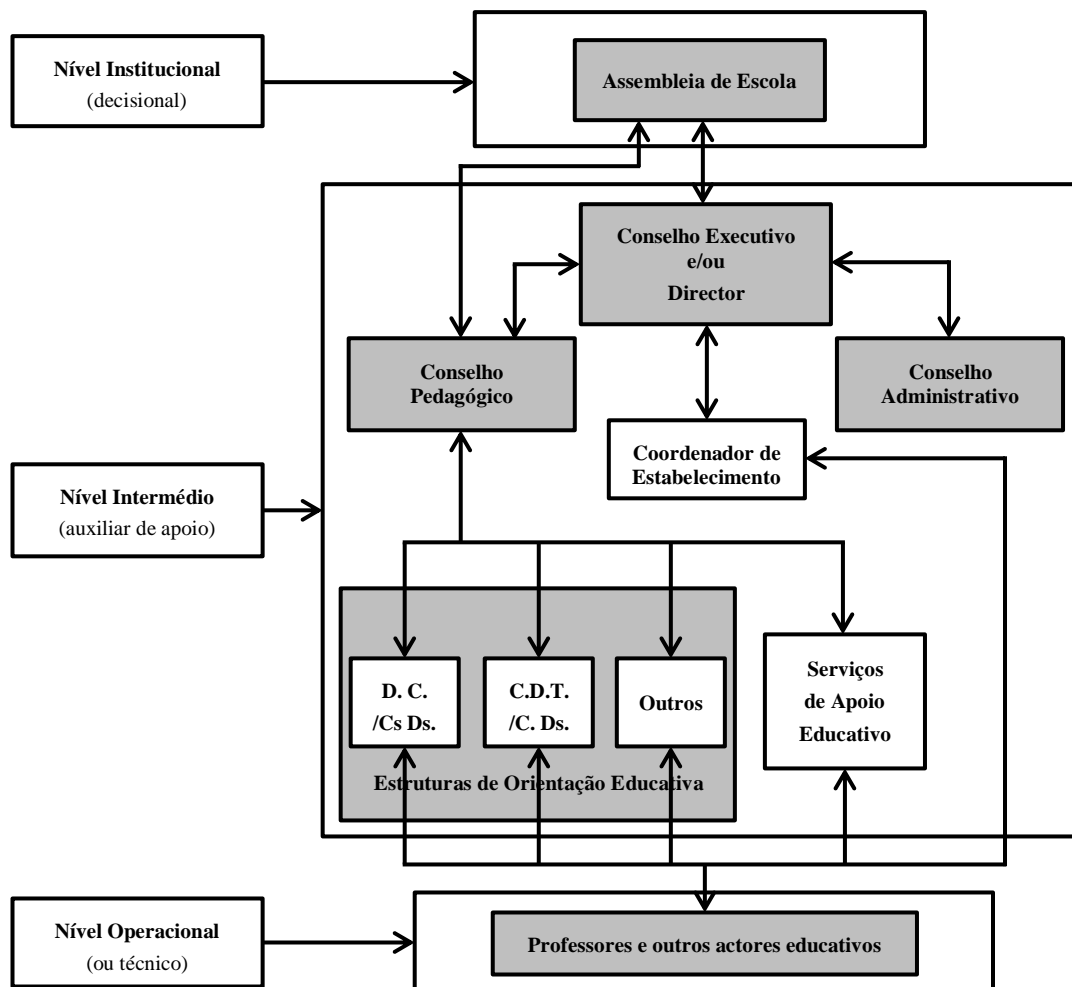 Nível Institucional
(decisional)
Assembleia de Escola
Conselho Executivo
e/ou
Director
Conselho
Pedagógico
Conselho
Administrativo
Coordenador de
Estabelecimento
Nível Intermédio
(auxiliar de apoio)
D. C.
/Cs Ds.
C.D.T.
/C. Ds.
Outros
Serviços
de Apoio
Educativo
Estruturas de Orientação Educativa
Nível Operacional
(ou técnico)
Professores e outros actores educativos